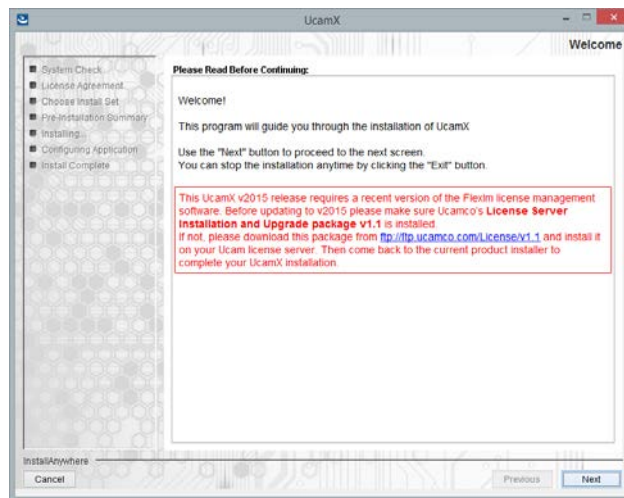 UcamX
Welcome
System Check
License Agreement
Choose Install Set
Pre-Installation Summary
Installing...
Configuring Application
Install Complete
Please Read Before Continuing:
Welcome!
This program will guide you through the installation of UcamX
Use the "Next" button to proceed to the next screen.
You can stop the installation anytime by clicking the "Exit" button.
This UcamX v2015 release requires a recent version of the Flexlm license management
software. Before updating to v2015 please make sure Ucamco's License Server
Installation and Upgrade package v1.1 is installed.
If not, please download this package from ftp://ftp.ucamco.com/License/v1.1 and install it
on your Ucam license server. Then come back to the current product installer to
complete your UcamX installation.
InstallAnywhere
Cancel
Previous
Next